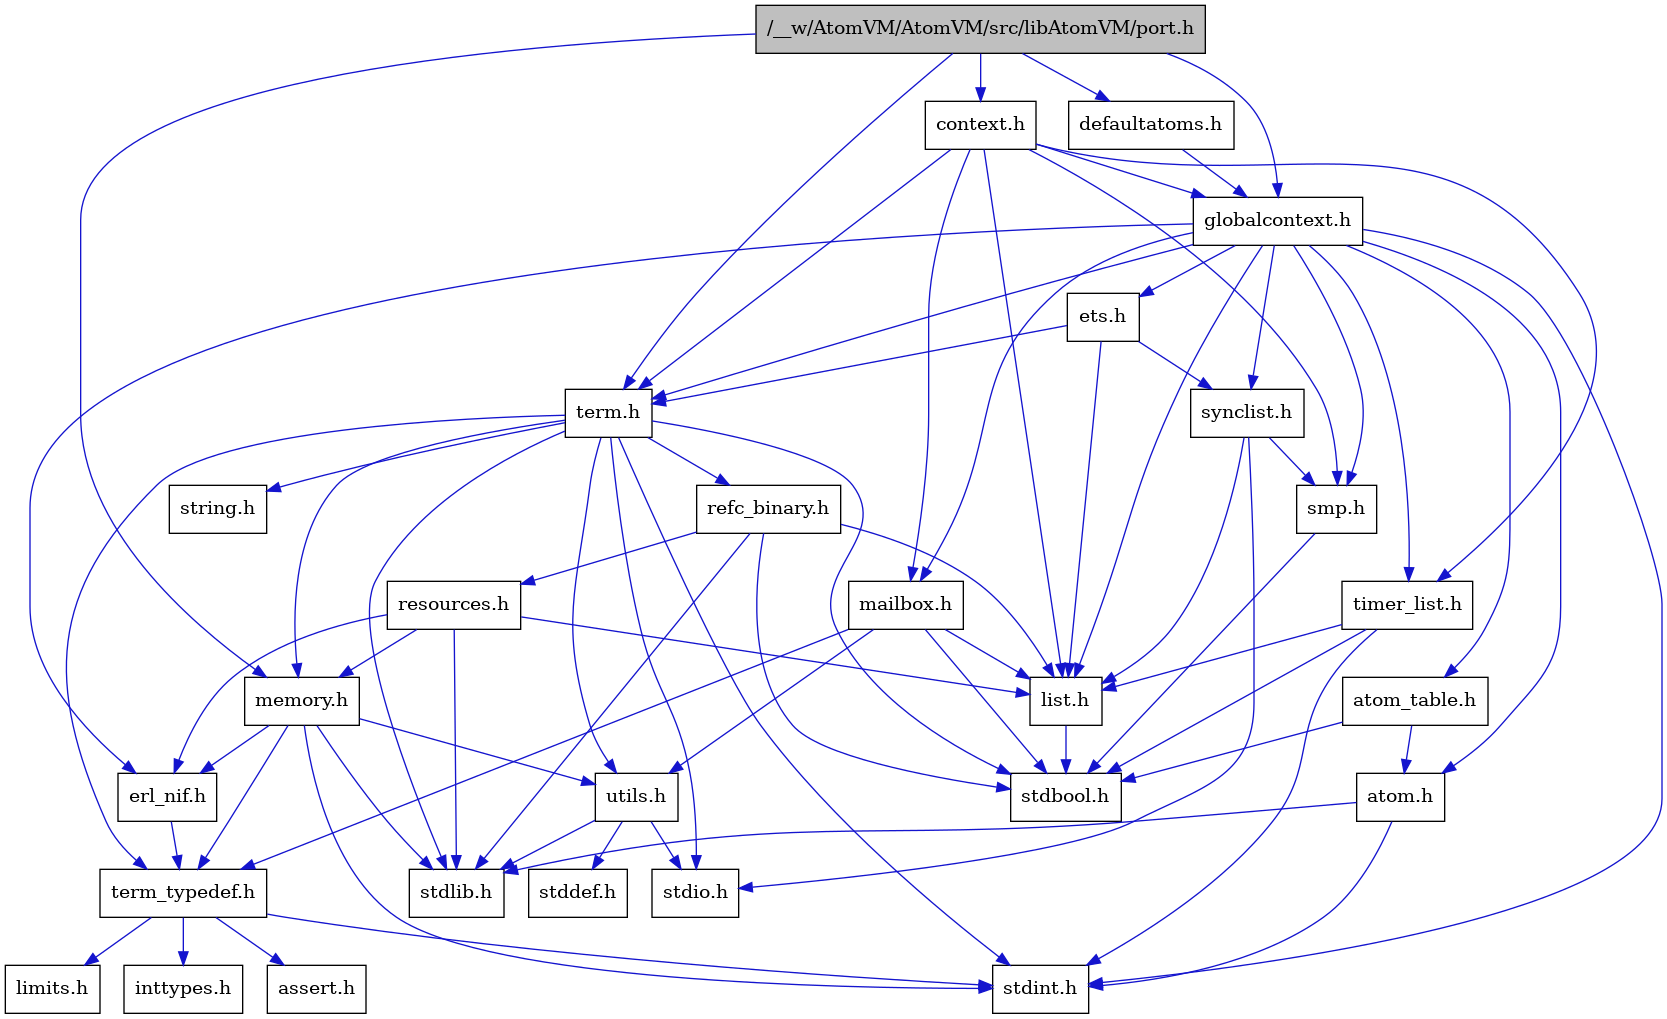 /__w/AtomVM/AtomVM/src/libAtomVM/port.h
context.h
defaultatoms.h
globalcontext.h
ets.h
term.h
synclist.h
string.h
refc_binary.h
smp.h
resources.h
mailbox.h
timer_list.h
memory.h
list.h
atom_table.h
erl_nif.h
utils.h
stdbool.h
atom.h
term_typedef.h
stdlib.h
stddef.h
stdio.h
limits.h
inttypes.h
assert.h
stdint.h